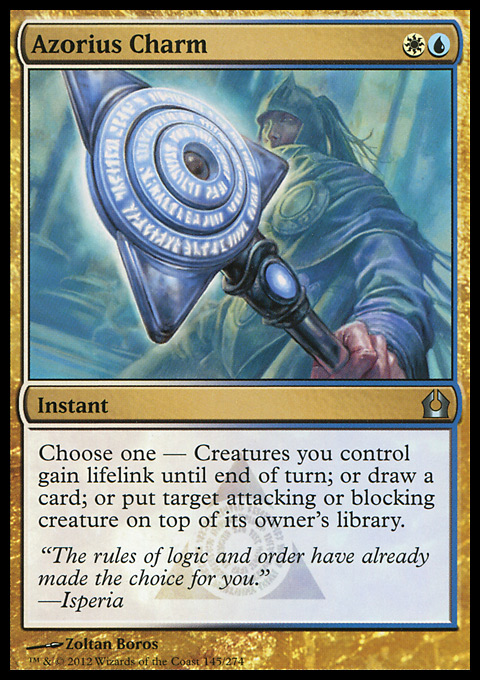 Azorius Charm
Instant
Choose one — Creatures you control
gain lifelink until end of turn; or draw a
card; or put target attacking or blocking
creature on top of its owner's library.
"The rules of logic and order have already
made the choice for you."
—Isperia
Zoltan Boros
™ & © 2012 Wizards of the Coast 145/274